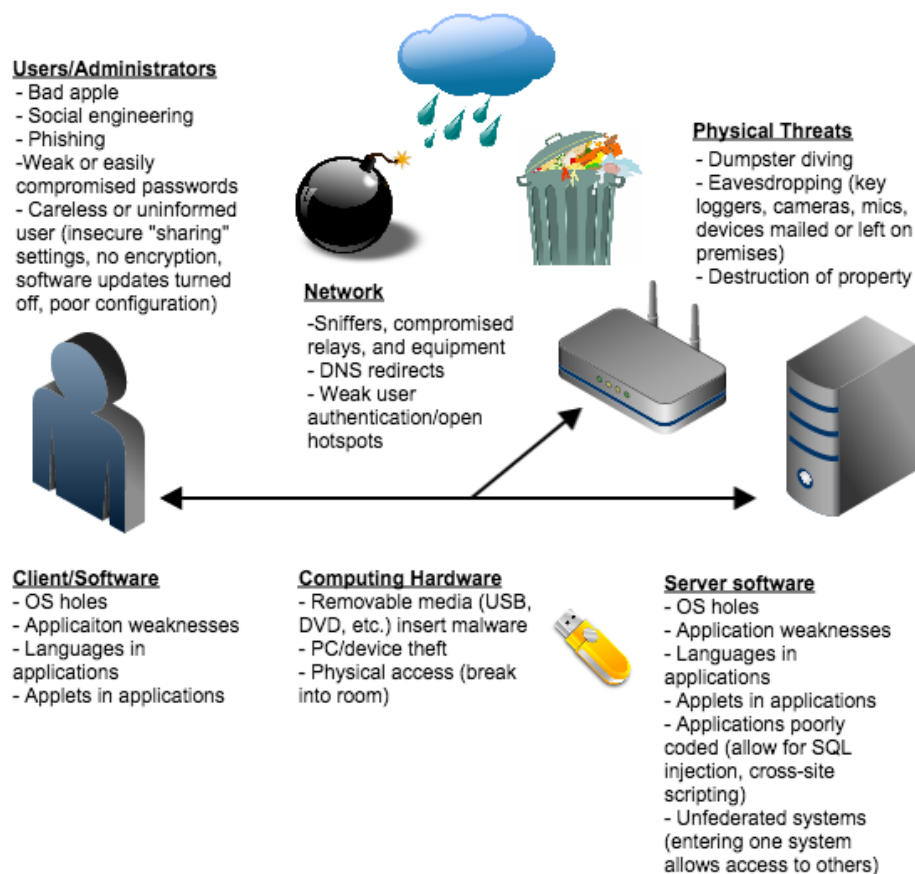 Users/Administrators
- Bad apple
- Social engineering
- Phishing
-Weak or easily
compromised passwords
- Careless or uninformed
user (insecure "sharing"
settings, no encryption,
software updates turned
off, poor configuration)
Physical Threats
- Dumpster diving
- Eavesdropping (key
loggers, cameras, mics,
devices mailed or left on
premises)
- Destruction of property
Network
-Sniffers, compromised
relays, and equipment
- DNS redirects
- Weak user
authentication/open
hotspots
Client/Software
- OS holes
- Applicaiton weaknesses
- Languages in
applications
- Applets in applications
Computing Hardware
- Removable media (USB,
DVD, etc.) insert malware
- PC/device theft
- Physical access (break
into room)
Server software
- OS holes
- Application weaknesses
- Languages in
applications
- Applets in applications
- Applications poorly
coded (allow for SQL
injection, cross-site
scripting)
- Unfederated systems
(entering one system
allows access to others)